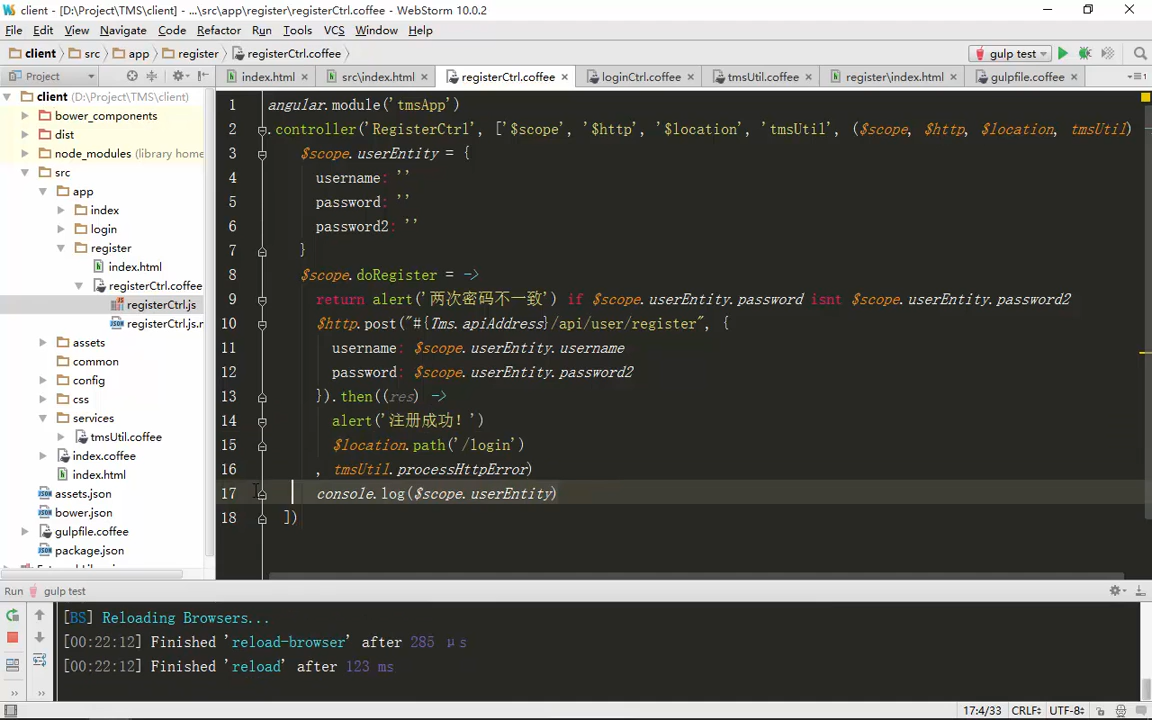 client - [D:\Project\TMS\client] - ...\src\app\register\registerCtrl.coffee - WebStorm 10.0.2
File Edit View Navigate Code Refactor Run Tools VCS Window Help
client src app register registerCtrl.coffee gulp test
Project index.html src\index.html registerCtrl.coffee loginCtrl.coffee tmsUtil.coffee register\index.html gulpfile.coffee
client (D:\Project\TMS\client)
bower_components
dist
node_modules (library home
src
app
index
login
register
index.html
registerCtrl.coffee
registerCtrl.js
registerCtrl.js.r
assets
common
config
css
services
tmsUtil.coffee
index.coffee
index.html
assets.json
bower.json
gulpfile.coffee
package.json
1 angular.module('tmsApp')
2 .controller('RegisterCtrl', ['$scope', '$http', '$location', 'tmsUtil', ($scope, $http, $location, tmsUtil)
3 $scope.userEntity = {
4 username: ''
5 password: ''
6 password2: ''
7 }
8 $scope.doRegister = ->
9 return alert('两次密码不一致') if $scope.userEntity.password isnt $scope.userEntity.password2
10 $http.post("#{Tms.apiAddress}/api/user/register", {
11 username: $scope.userEntity.username
12 password: $scope.userEntity.password2
13 }).then((res) ->
14 alert('注册成功！')
15 $location.path('/login')
16 , tmsUtil.processHttpError)
17 console.log($scope.userEntity)
18 ])
Run gulp test
[BS] Reloading Browsers...
[00:22:12] Finished 'reload-browser' after 285 μs
[00:22:12] Finished 'reload' after 123 ms
17:4/33 CRLF UTF-8